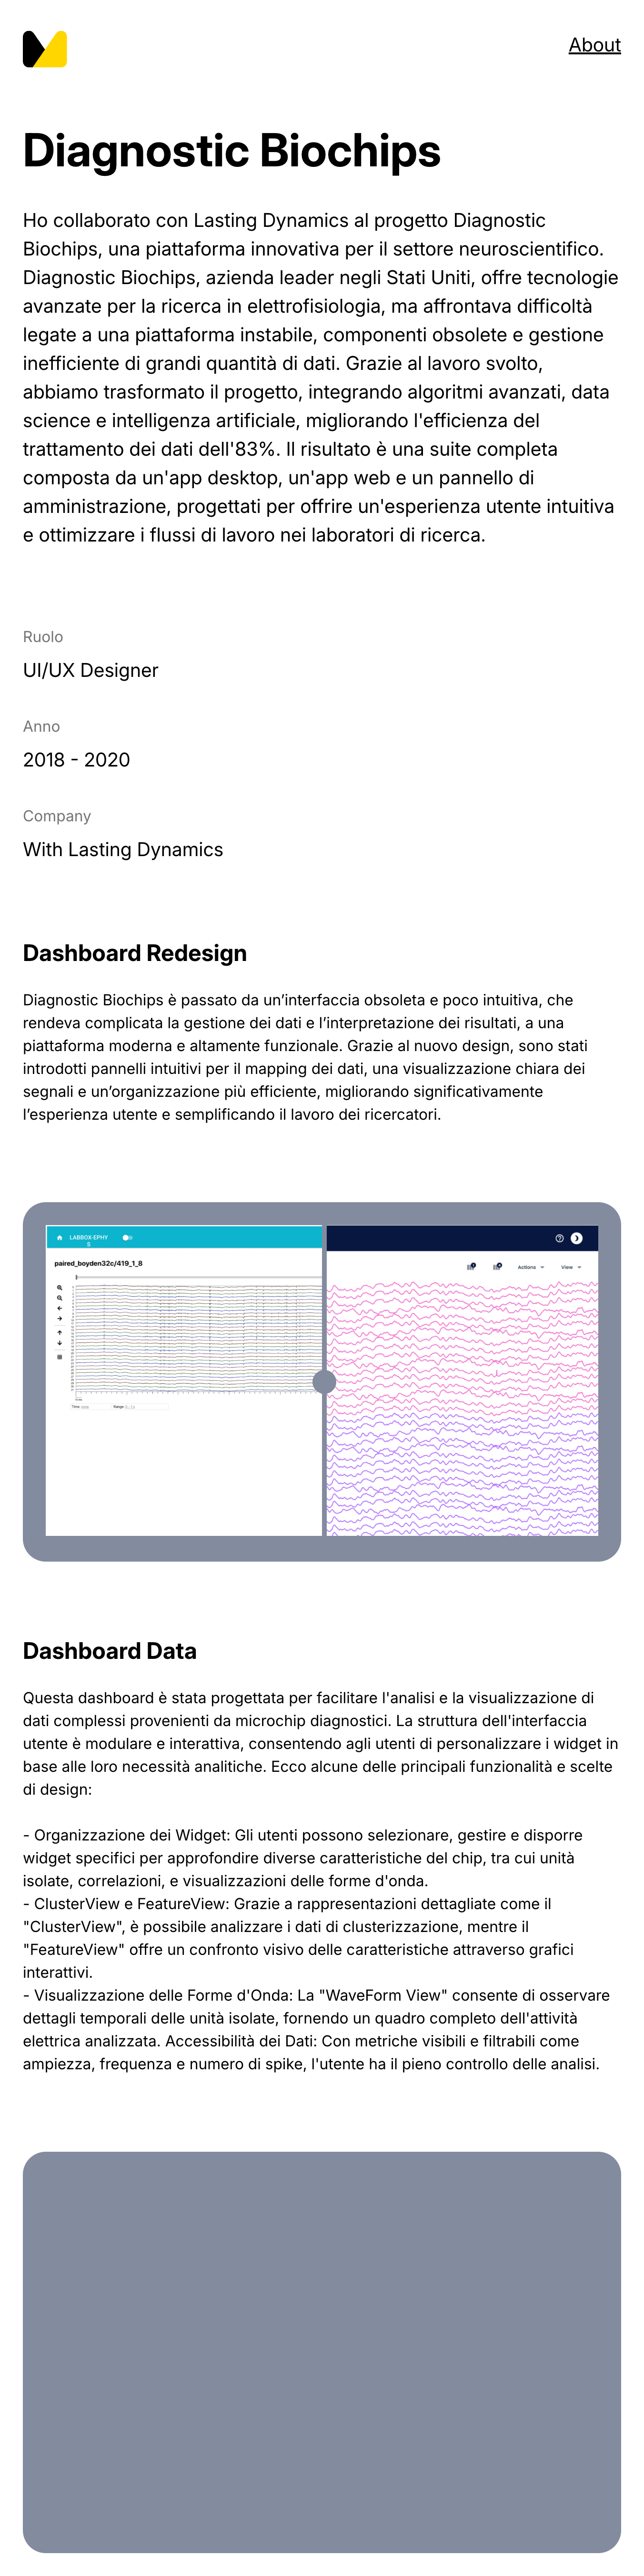 About
Diagnostic Biochips
Ho collaborato con Lasting Dynamics al progetto Diagnostic
Biochips, una piattaforma innovativa per il settore neuroscientifico.
Diagnostic Biochips, azienda leader negli Stati Uniti, offre tecnologie
avanzate per la ricerca in elettrofisiologia, ma affrontava difficoltà
legate a una piattaforma instabile, componenti obsolete e gestione
inefficiente di grandi quantità di dati. Grazie al lavoro svolto,
abbiamo trasformato il progetto, integrando algoritmi avanzati, data
science e intelligenza artificiale, migliorando l'efficienza del
trattamento dei dati dell'83%. Il risultato è una suite completa
composta da un'app desktop, un'app web e un pannello di
amministrazione, progettati per offrire un'esperienza utente intuitiva
e ottimizzare i flussi di lavoro nei laboratori di ricerca.
Ruolo
UI/UX Designer
Anno
2018 - 2020
Company
With Lasting Dynamics
Dashboard Redesign
Diagnostic Biochips è passato da un’interfaccia obsoleta e poco intuitiva, che
rendeva complicata la gestione dei dati e l’interpretazione dei risultati, a una
piattaforma moderna e altamente funzionale. Grazie al nuovo design, sono stati
introdotti pannelli intuitivi per il mapping dei dati, una visualizzazione chiara dei
segnali e un’organizzazione più efficiente, migliorando significativamente
l’esperienza utente e semplificando il lavoro dei ricercatori.
LABBOX-EPHY
S
paired_boyden32c/419_1_8
Actions View
Time: Range:
Dashboard Data
Questa dashboard è stata progettata per facilitare l'analisi e la visualizzazione di
dati complessi provenienti da microchip diagnostici. La struttura dell'interfaccia
utente è modulare e interattiva, consentendo agli utenti di personalizzare i widget in
base alle loro necessità analitiche. Ecco alcune delle principali funzionalità e scelte
di design:
- Organizzazione dei Widget: Gli utenti possono selezionare, gestire e disporre
widget specifici per approfondire diverse caratteristiche del chip, tra cui unità
isolate, correlazioni, e visualizzazioni delle forme d'onda.
- ClusterView e FeatureView: Grazie a rappresentazioni dettagliate come il
"ClusterView", è possibile analizzare i dati di clusterizzazione, mentre il
"FeatureView" offre un confronto visivo delle caratteristiche attraverso grafici
interattivi.
- Visualizzazione delle Forme d'Onda: La "WaveForm View" consente di osservare
dettagli temporali delle unità isolate, fornendo un quadro completo dell'attività
elettrica analizzata. Accessibilità dei Dati: Con metriche visibili e filtrabili come
ampiezza, frequenza e numero di spike, l'utente ha il pieno controllo delle analisi.